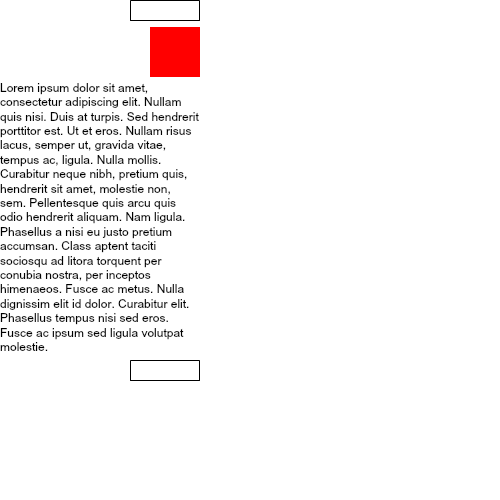 Lorem ipsum dolor sit amet,
consectetur adipiscing elit. Nullam
quis nisi. Duis at turpis. Sed hendrerit
porttitor est. Ut et eros. Nullam risus
lacus, semper ut, gravida vitae,
tempus ac, ligula. Nulla mollis.
Curabitur neque nibh, pretium quis,
hendrerit sit amet, molestie non,
sem. Pellentesque quis arcu quis
odio hendrerit aliquam. Nam ligula.
Phasellus a nisi eu justo pretium
accumsan. Class aptent taciti
sociosqu ad litora torquent per
conubia nostra, per inceptos
himenaeos. Fusce ac metus. Nulla
dignissim elit id dolor. Curabitur elit.
Phasellus tempus nisi sed eros.
Fusce ac ipsum sed ligula volutpat
molestie.